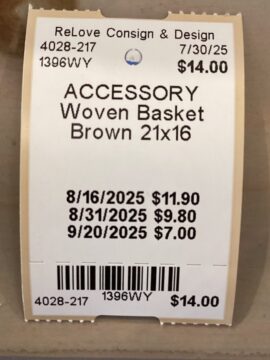 ReLove Consign & Design
4028-217 7/30/25
1396WY $14.00
ACCESSORY
Woven Basket
Brown 21x16
8/16/2025 $11.90
8/31/2025 $9.80
9/20/2025 $7.00
4028-217 1396WY $14.00